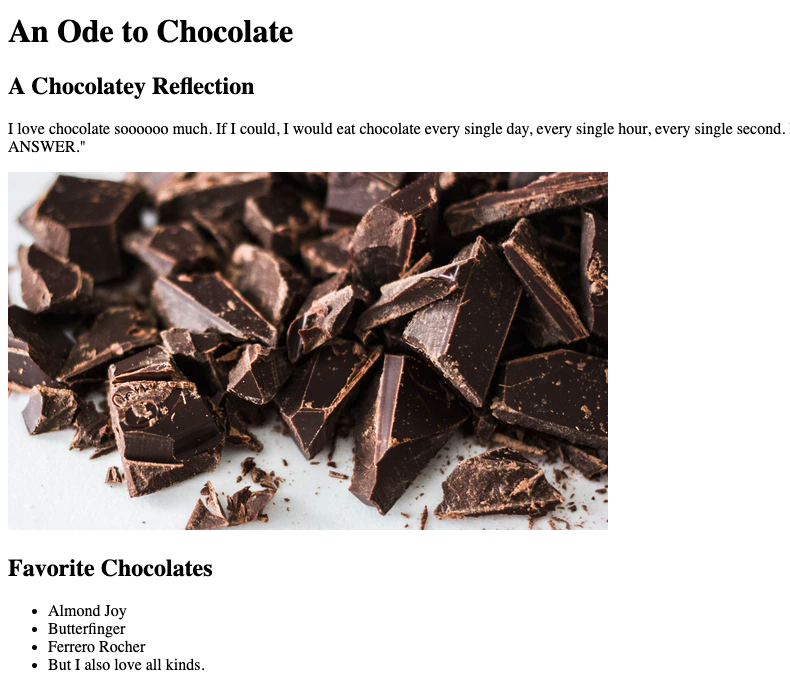 An Ode to Chocolate
A Chocolatey Reflection
I love chocolate soooooo much. If I could, I would eat chocolate every single day, every single hour, every single second.
ANSWER."
Favorite Chocolates
• Almond Joy
• Butterfinger
• Ferrero Rocher
• But I also love all kinds.